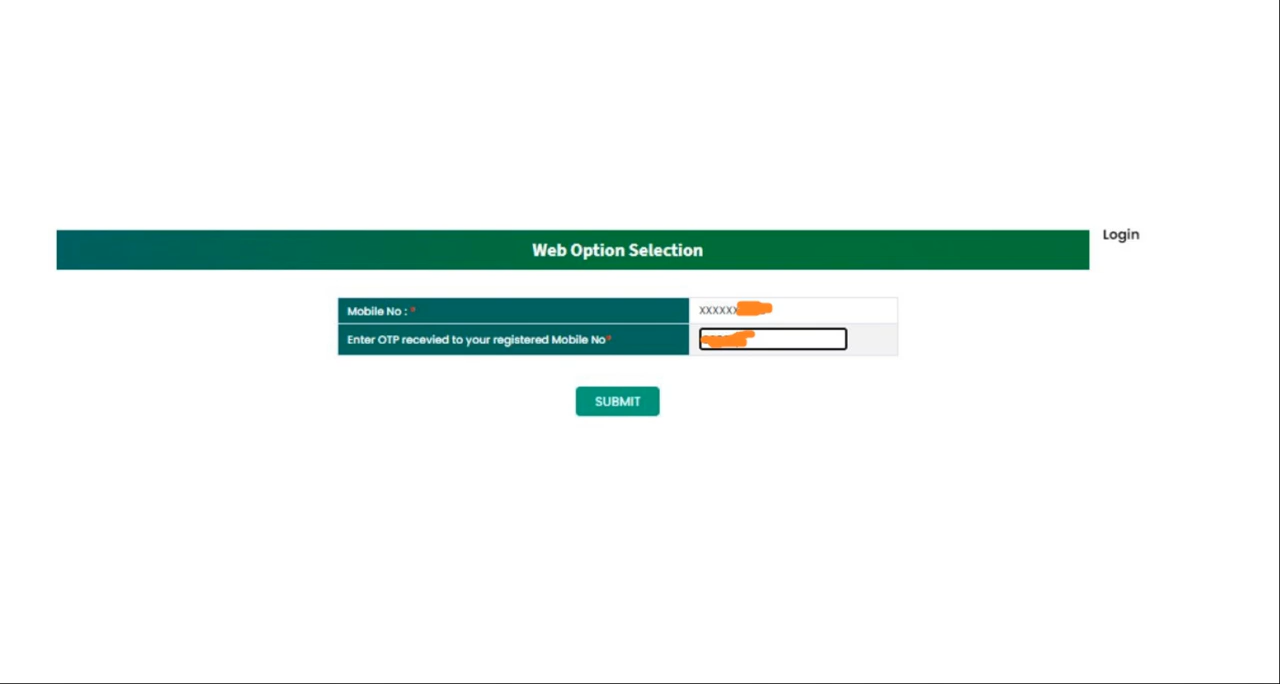 Web Option Selection
Login
Mobile No : *
XXXXXX
Enter OTP recevied to your registered Mobile No*
SUBMIT